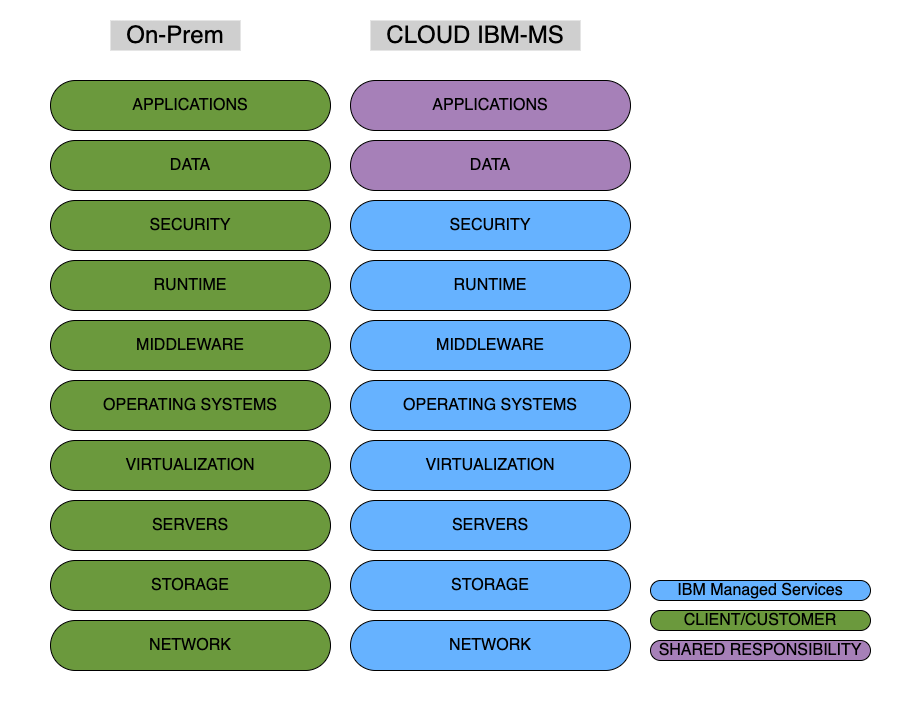 On-Prem
CLOUD IBM-MS
APPLICATIONS
APPLICATIONS
DATA
DATA
SECURITY
SECURITY
RUNTIME
RUNTIME
MIDDLEWARE
MIDDLEWARE
OPERATING SYSTEMS
OPERATING SYSTEMS
VIRTUALIZATION
VIRTUALIZATION
SERVERS
SERVERS
STORAGE
STORAGE
NETWORK
NETWORK
IBM Managed Services
CLIENT/CUSTOMER
SHARED RESPONSIBILITY